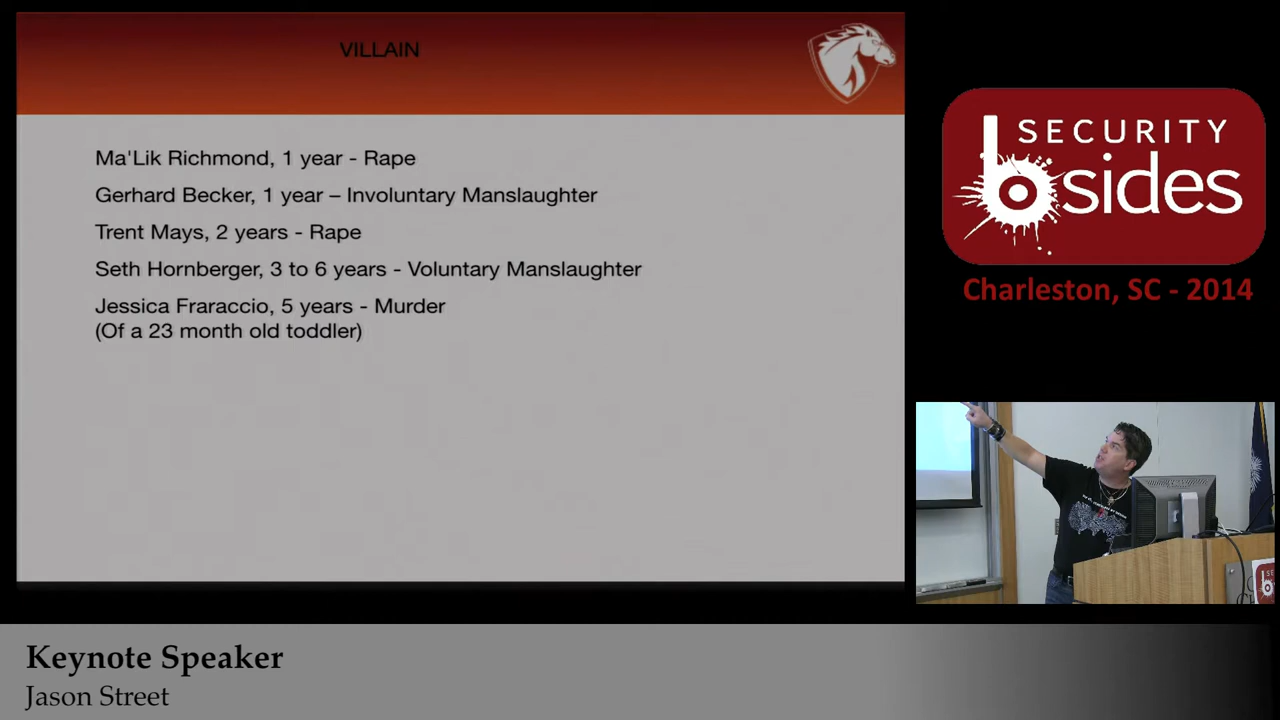 VILLAIN
Ma'Lik Richmond, 1 year - Rape
Gerhard Becker, 1 year – Involuntary Manslaughter
Trent Mays, 2 years - Rape
Seth Hornberger, 3 to 6 years - Voluntary Manslaughter
Jessica Fraraccio, 5 years - Murder
(Of a 23 month old toddler)
SECURITY
bsides
Charleston, SC - 2014
Keynote Speaker
Jason Street